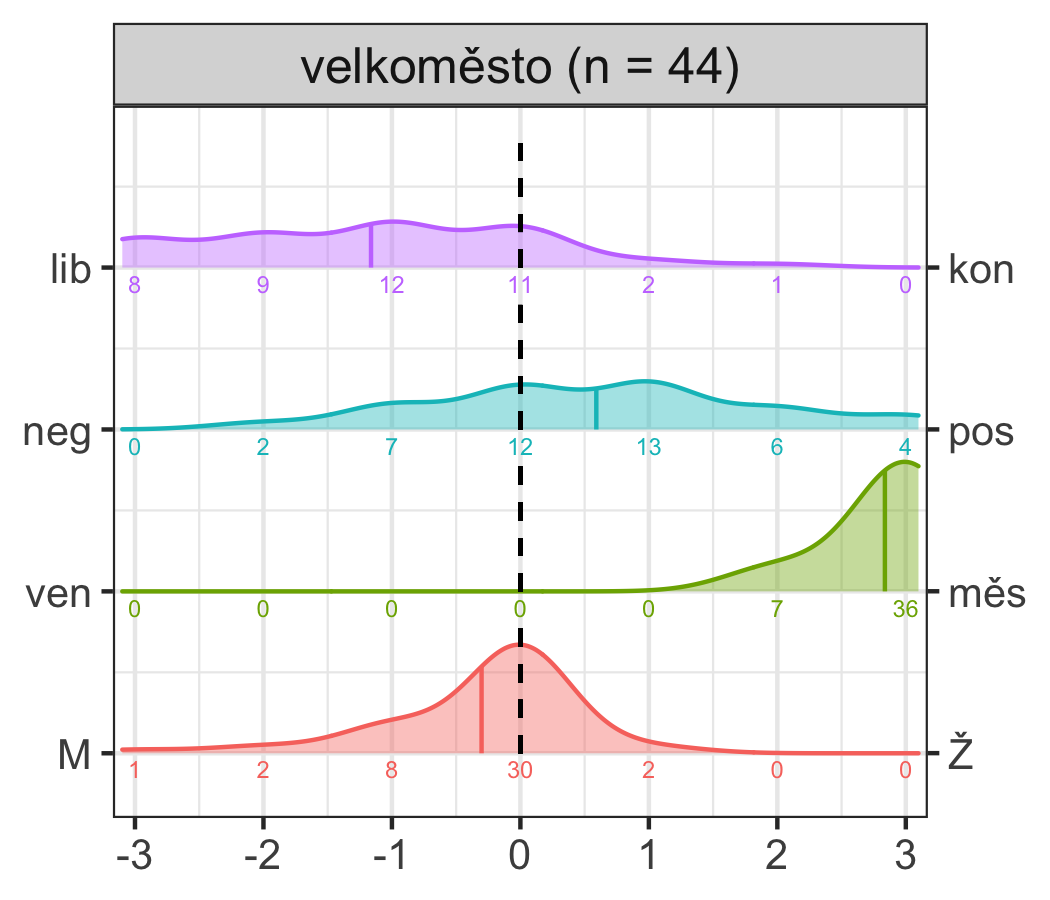 velkoměsto (n = 44)
lib kon
8 9 12 11 2 1 0
neg pos
0 2 7 12 13 6 4
ven měs
0 0 0 0 0 7 36
M Ž
1 2 8 30 2 0 0
-3 -2 -1 0 1 2 3